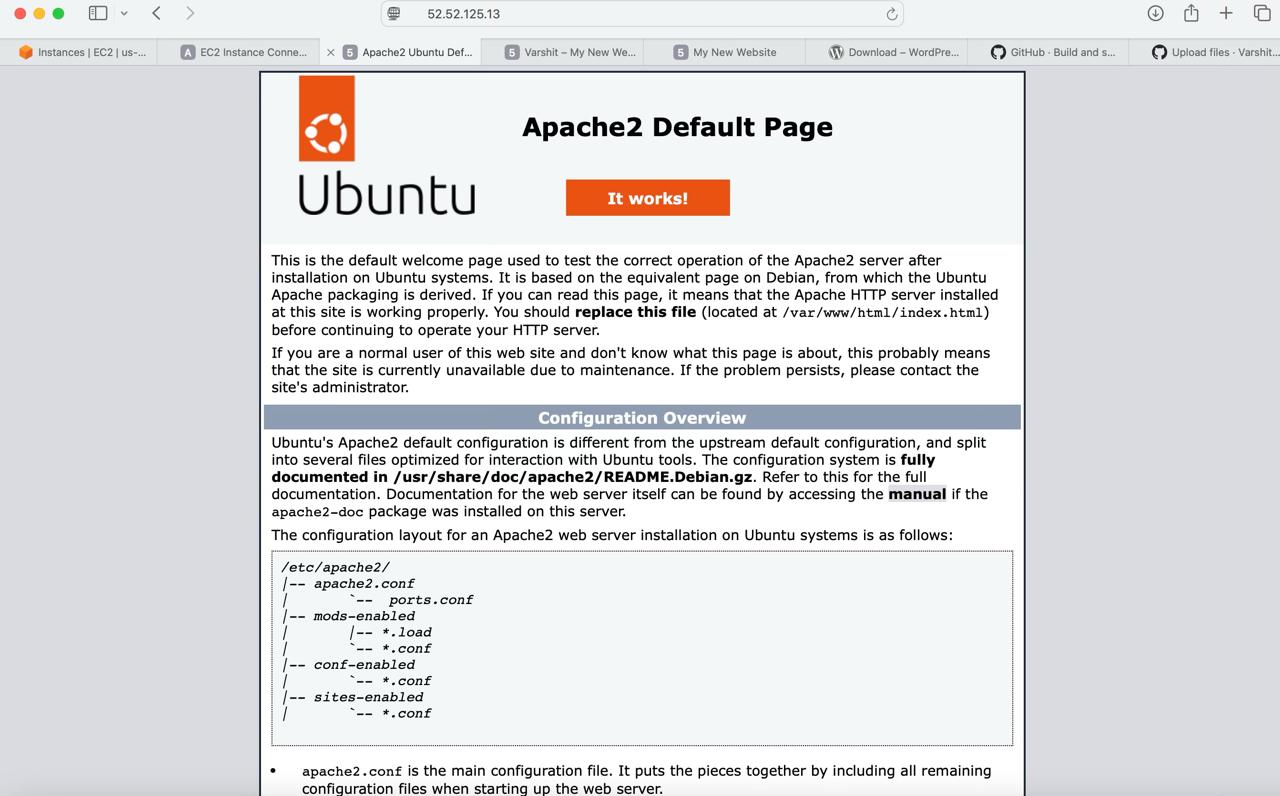 52.52.125.13
Instances | EC2 | us-...
A EC2 Instance Conne...
5 Apache2 Ubuntu Def...
5 Varshit – My New We...
5 My New Website
Download – WordPre...
GitHub · Build and s...
Upload files · Varshit...
Apache2 Default Page
Ubuntu
It works!
This is the default welcome page used to test the correct operation of the Apache2 server after
installation on Ubuntu systems. It is based on the equivalent page on Debian, from which the Ubuntu
Apache packaging is derived. If you can read this page, it means that the Apache HTTP server installed
at this site is working properly. You should replace this file (located at /var/www/html/index.html)
before continuing to operate your HTTP server.
If you are a normal user of this web site and don't know what this page is about, this probably means
that the site is currently unavailable due to maintenance. If the problem persists, please contact the
site's administrator.
Configuration Overview
Ubuntu's Apache2 default configuration is different from the upstream default configuration, and split
into several files optimized for interaction with Ubuntu tools. The configuration system is fully
documented in /usr/share/doc/apache2/README.Debian.gz. Refer to this for the full
documentation. Documentation for the web server itself can be found by accessing the manual if the
apache2-doc package was installed on this server.
The configuration layout for an Apache2 web server installation on Ubuntu systems is as follows:
/etc/apache2/
|-- apache2.conf
|       `--  ports.conf
|-- mods-enabled
|       |-- *.load
|       `-- *.conf
|-- conf-enabled
|       `-- *.conf
|-- sites-enabled
|       `-- *.conf
• apache2.conf is the main configuration file. It puts the pieces together by including all remaining
configuration files when starting up the web server.